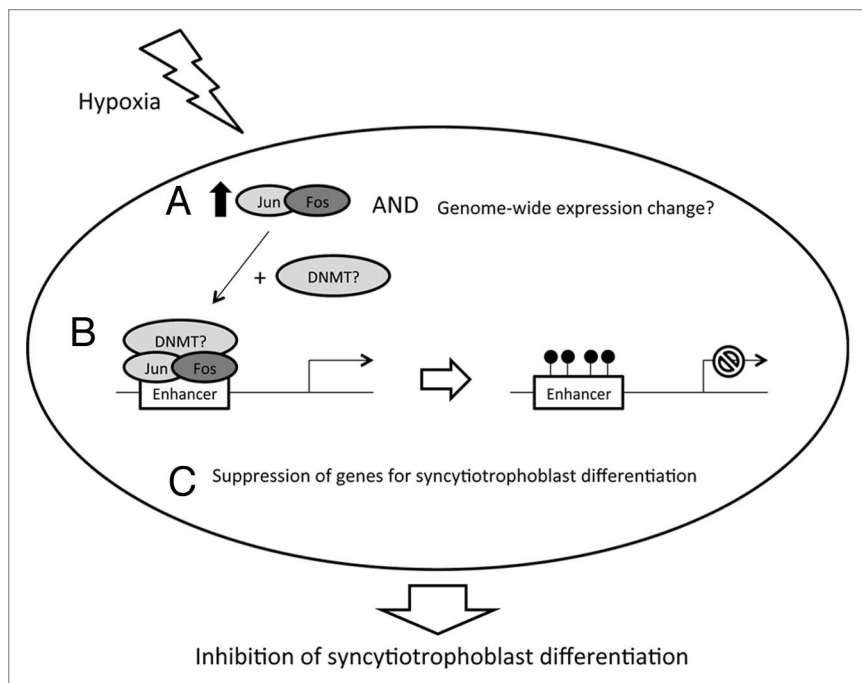 Hypoxia
A Jun Fos AND Genome-wide expression change?
+ DNMT?
B
DNMT?
Jun Fos
Enhancer
Enhancer
C Suppression of genes for syncytiotrophoblast differentiation
Inhibition of syncytiotrophoblast differentiation